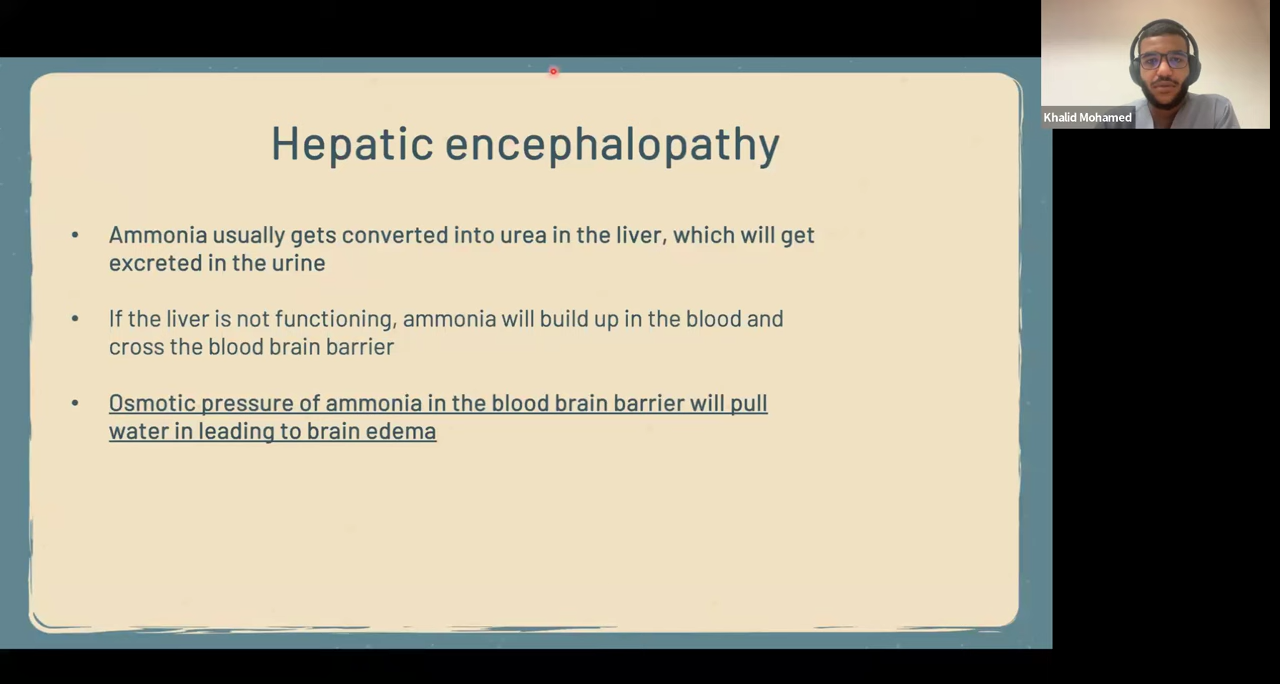 Hepatic encephalopathy
• Ammonia usually gets converted into urea in the liver, which will get
excreted in the urine
• If the liver is not functioning, ammonia will build up in the blood and
cross the blood brain barrier
• Osmotic pressure of ammonia in the blood brain barrier will pull
water in leading to brain edema
Khalid Mohamed